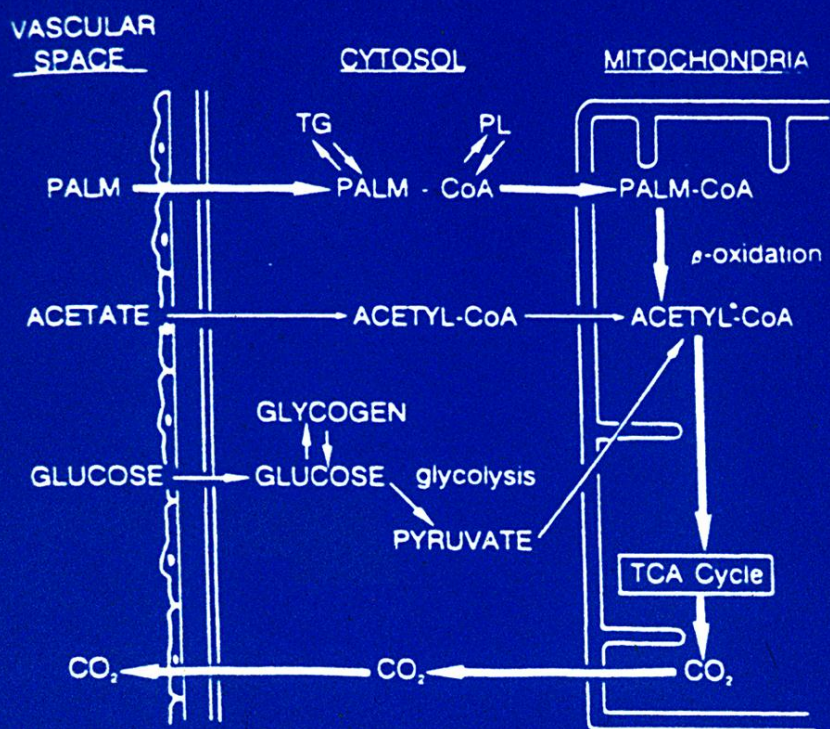 VASCULAR
SPACE
CYTOSOL
MITOCHONDRIA
TG
PL
PALM
PALM - CoA
PALM-CoA
β-oxidation
ACETATE
ACETYL-CoA
ACETYL-CoA
GLYCOGEN
GLUCOSE
GLUCOSE
glycolysis
PYRUVATE
TCA Cycle
CO₂
CO₂
CO₂